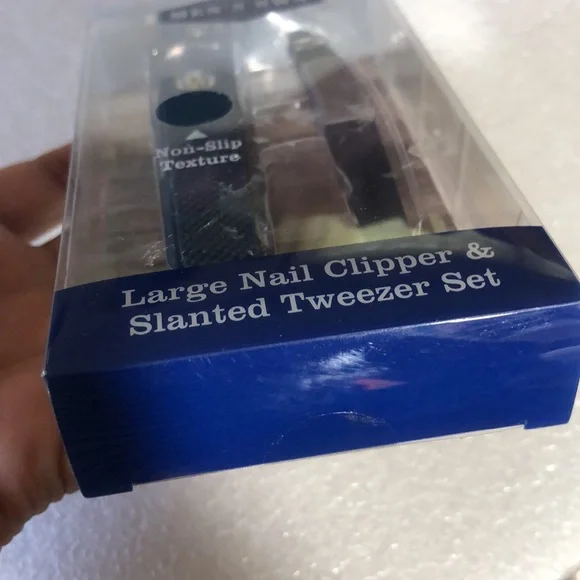 Non-Slip
Texture
Large Nail Clipper &
Slanted Tweezer Set